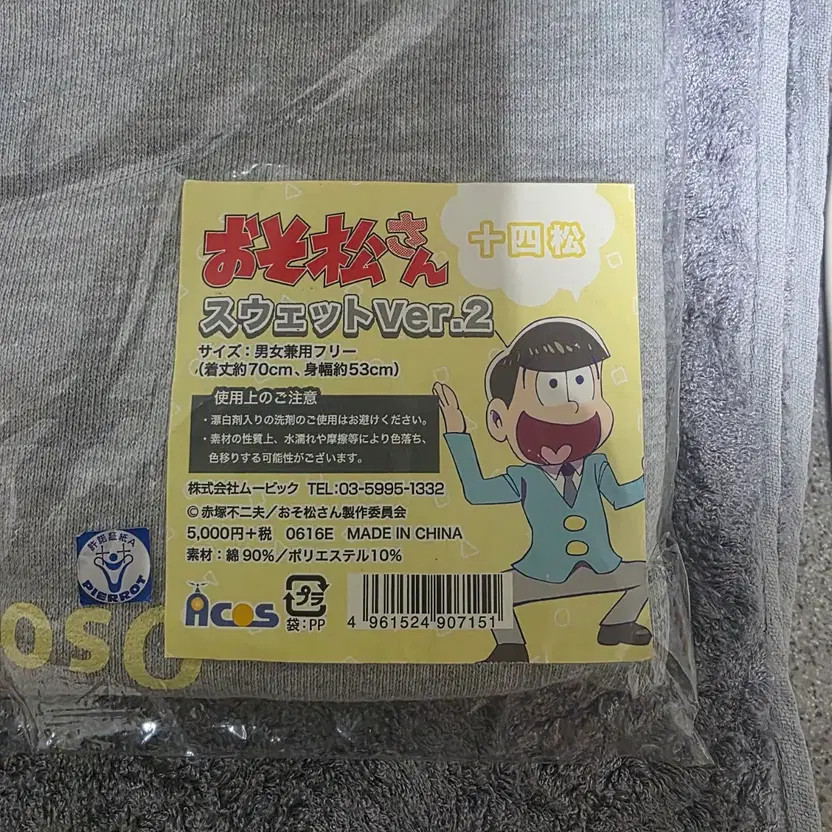 おそ松さん
十四松
スウェットVer.2
サイズ：男女兼用フリー
(着丈約70cm、身幅約53cm)
使用上のご注意
・漂白剤入りの洗剤のご使用はお避けください。
・素材の性質上、水濡れや摩擦等により色落ち、
色移りする可能性がございます。
株式会社ムービック TEL:03-5995-1332
©赤塚不二夫／おそ松さん製作委員会
5,000円+税 0616E MADE IN CHINA
素材：綿90%／ポリエステル10%
許諾証紙A
PIERROT
oso
Acos
プラ
袋：PP
4 961524 907151